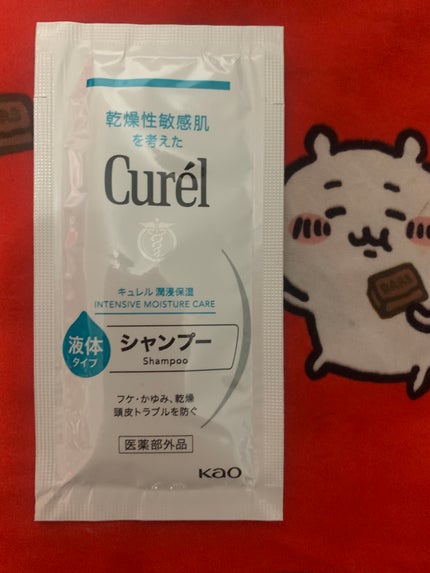 乾燥性敏感肌
を考えた
Curél
キュレル 潤浸保湿
INTENSIVE MOISTURE CARE
液体
タイプ
シャンプー
Shampoo
フケ・かゆみ、乾燥
頭皮トラブルを防ぐ
医薬部外品
Kao